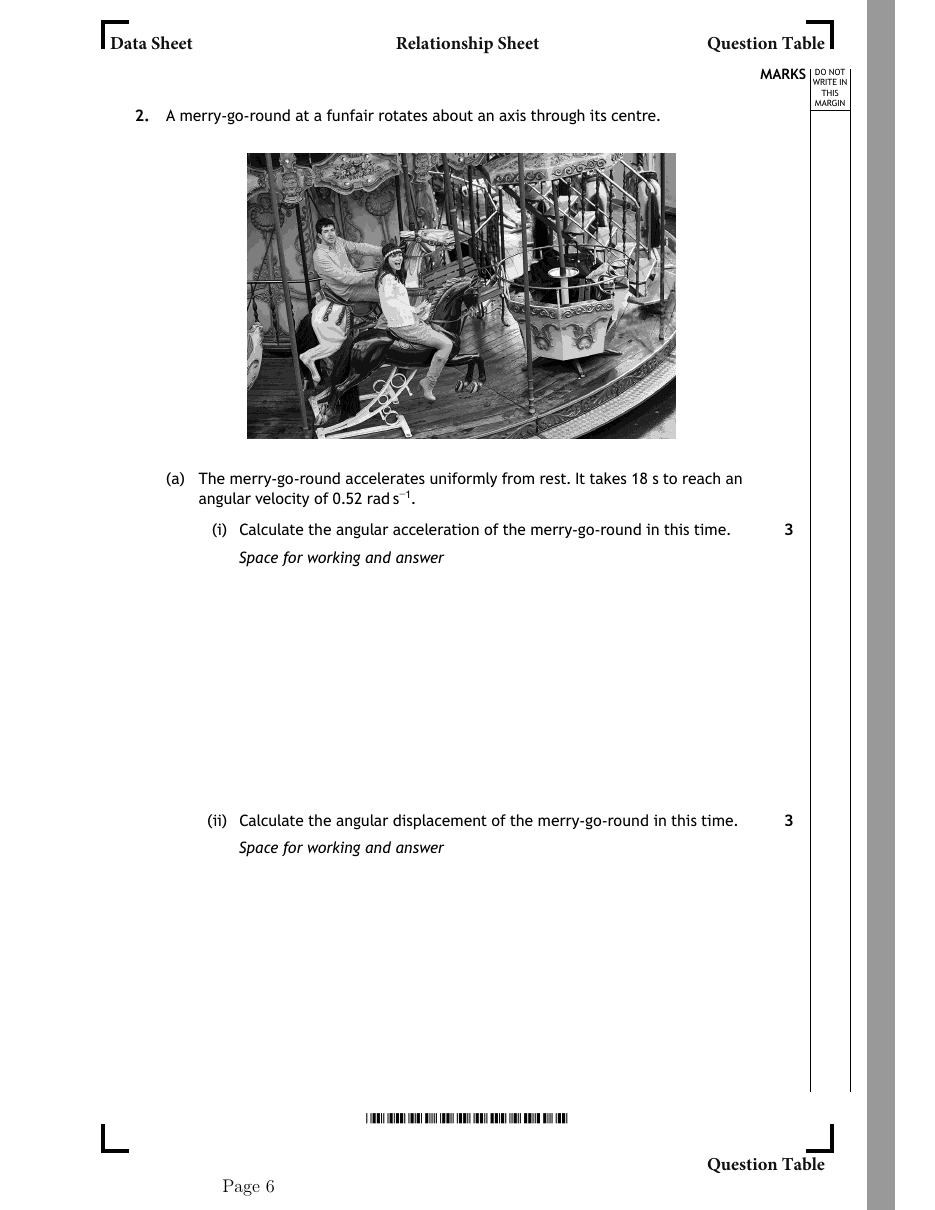 Data Sheet Relationship Sheet Question Table
MARKS
DO NOT
WRITE IN
THIS
MARGIN
2. A merry-go-round at a funfair rotates about an axis through its centre.
(a) The merry-go-round accelerates uniformly from rest. It takes 18 s to reach an
angular velocity of 0.52 rad s⁻¹.
(i) Calculate the angular acceleration of the merry-go-round in this time. 3
Space for working and answer
(ii) Calculate the angular displacement of the merry-go-round in this time. 3
Space for working and answer
Question Table
Page 6